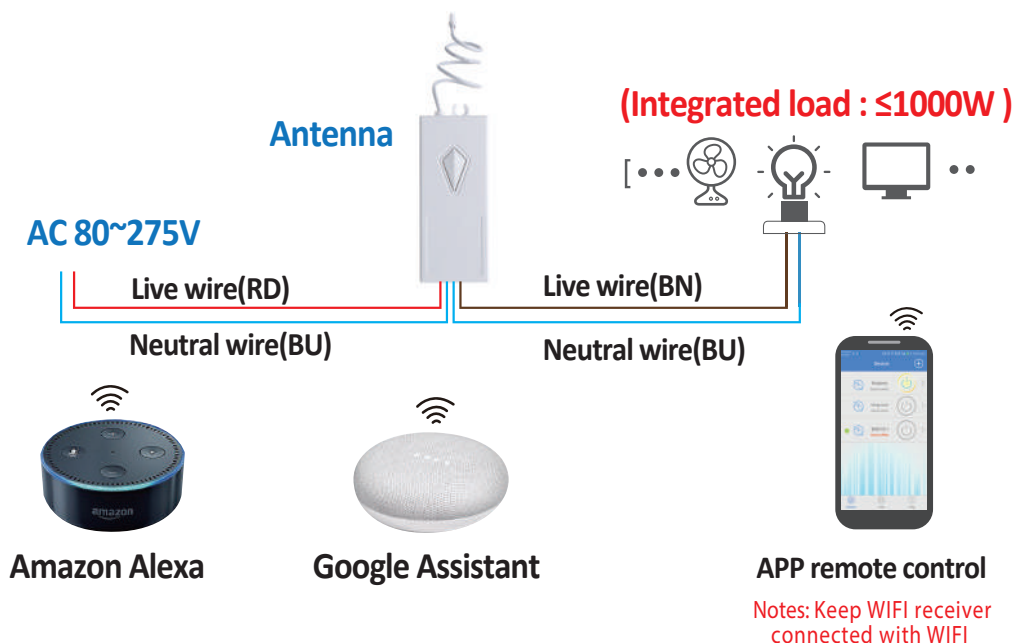 (Integrated load : ≤1000W )
Antenna
AC 80~275V
Live wire(RD)
Live wire(BN)
Neutral wire(BU)
Neutral wire(BU)
amazon
Amazon Alexa
Google Assistant
APP remote control
Notes: Keep WIFI receiver
connected with WIFI